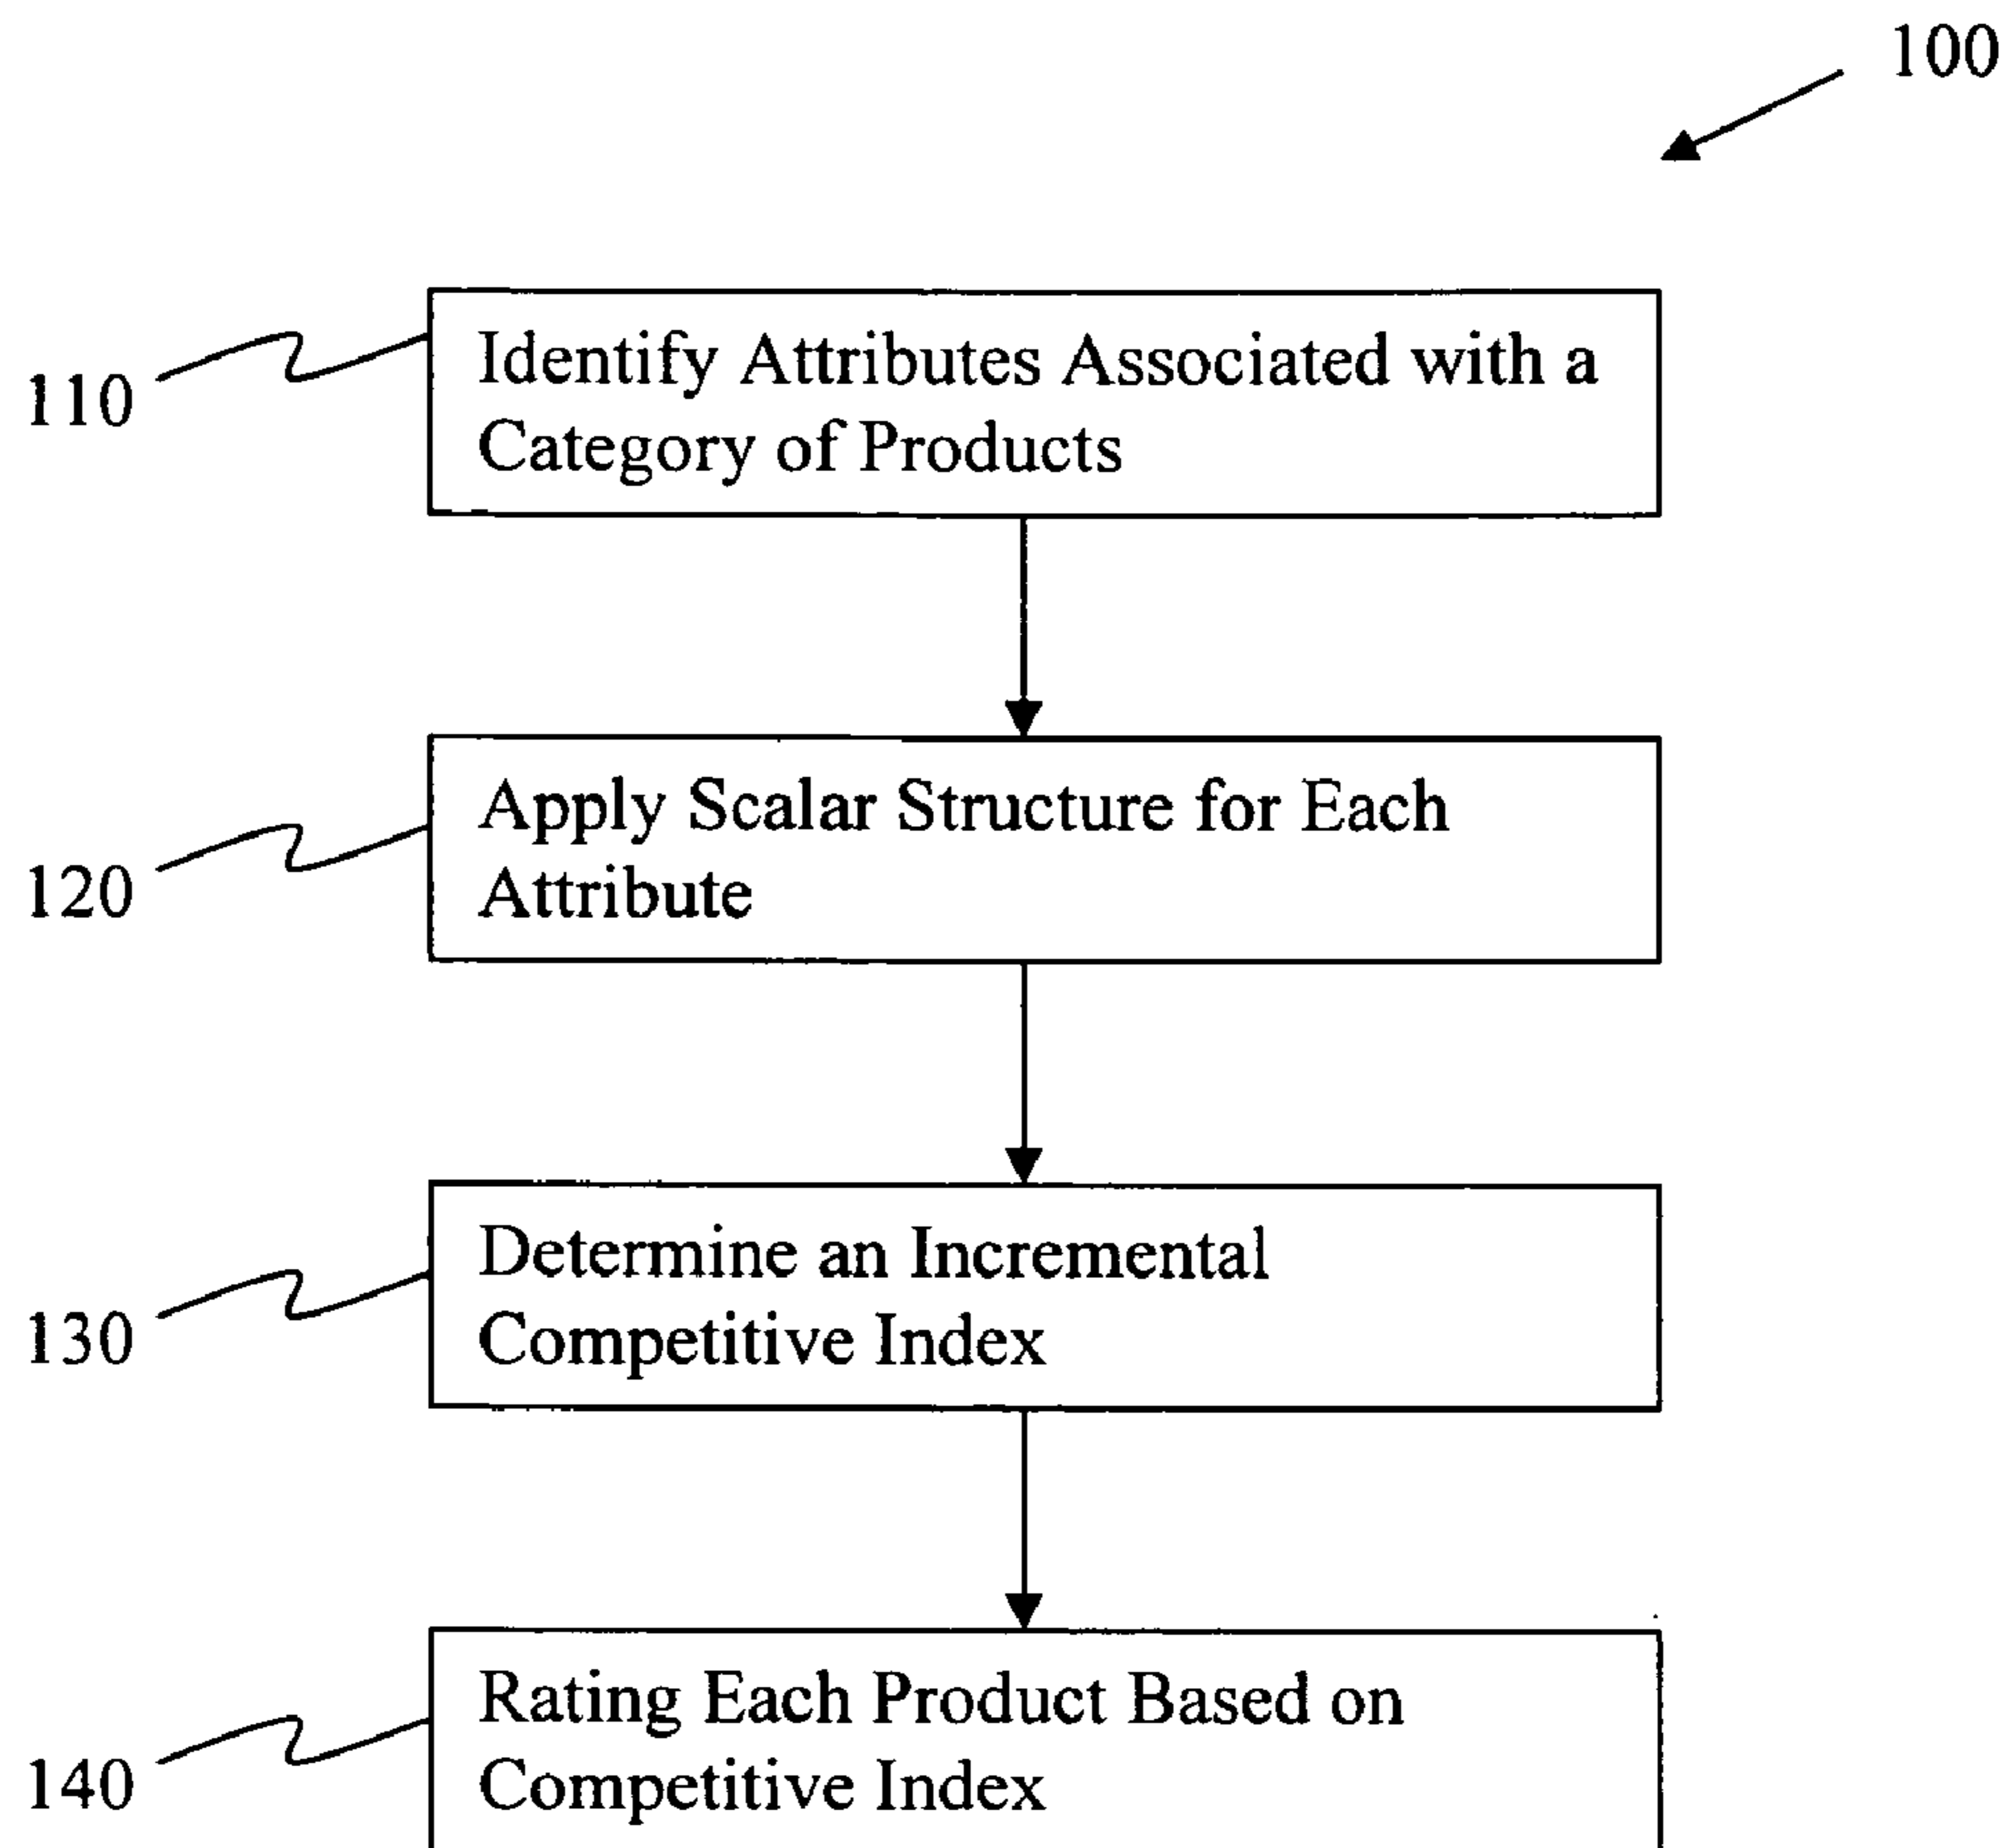 100
110
Identify Attributes Associated with a
Category of Products
120
Apply Scalar Structure for Each
Attribute
130
Determine an Incremental
Competitive Index
140
Rating Each Product Based on
Competitive Index